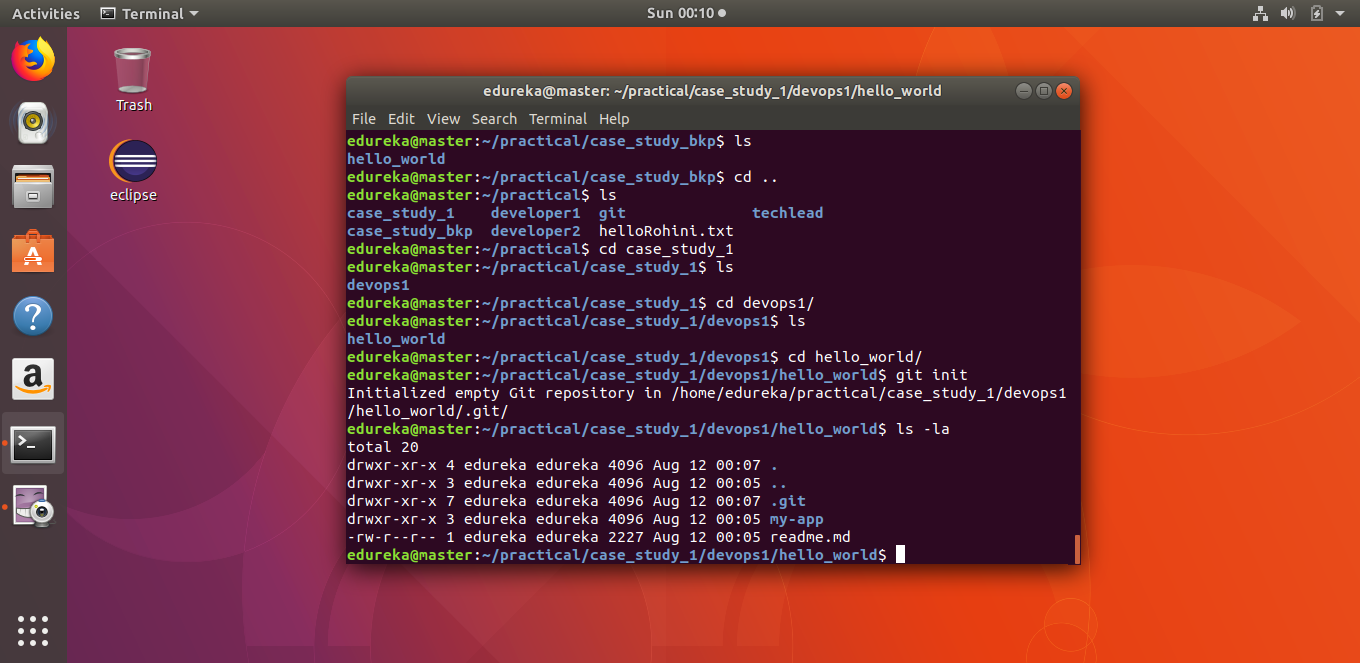 Activities Terminal Sun 00:10
Trash
eclipse
edureka@master: ~/practical/case_study_1/devops1/hello_world
File Edit View Search Terminal Help
edureka@master:~/practical/case_study_bkp$ ls
hello_world
edureka@master:~/practical/case_study_bkp$ cd ..
edureka@master:~/practical$ ls
case_study_1    developer1  git              techlead
case_study_bkp  developer2  helloRohini.txt
edureka@master:~/practical$ cd case_study_1
edureka@master:~/practical/case_study_1$ ls
devops1
edureka@master:~/practical/case_study_1$ cd devops1/
edureka@master:~/practical/case_study_1/devops1$ ls
hello_world
edureka@master:~/practical/case_study_1/devops1$ cd hello_world/
edureka@master:~/practical/case_study_1/devops1/hello_world$ git init
Initialized empty Git repository in /home/edureka/practical/case_study_1/devops1
/hello_world/.git/
edureka@master:~/practical/case_study_1/devops1/hello_world$ ls -la
total 20
drwxr-xr-x 4 edureka edureka 4096 Aug 12 00:07 .
drwxr-xr-x 3 edureka edureka 4096 Aug 12 00:05 ..
drwxr-xr-x 7 edureka edureka 4096 Aug 12 00:07 .git
drwxr-xr-x 3 edureka edureka 4096 Aug 12 00:05 my-app
-rw-r--r-- 1 edureka edureka 2227 Aug 12 00:05 readme.md
edureka@master:~/practical/case_study_1/devops1/hello_world$